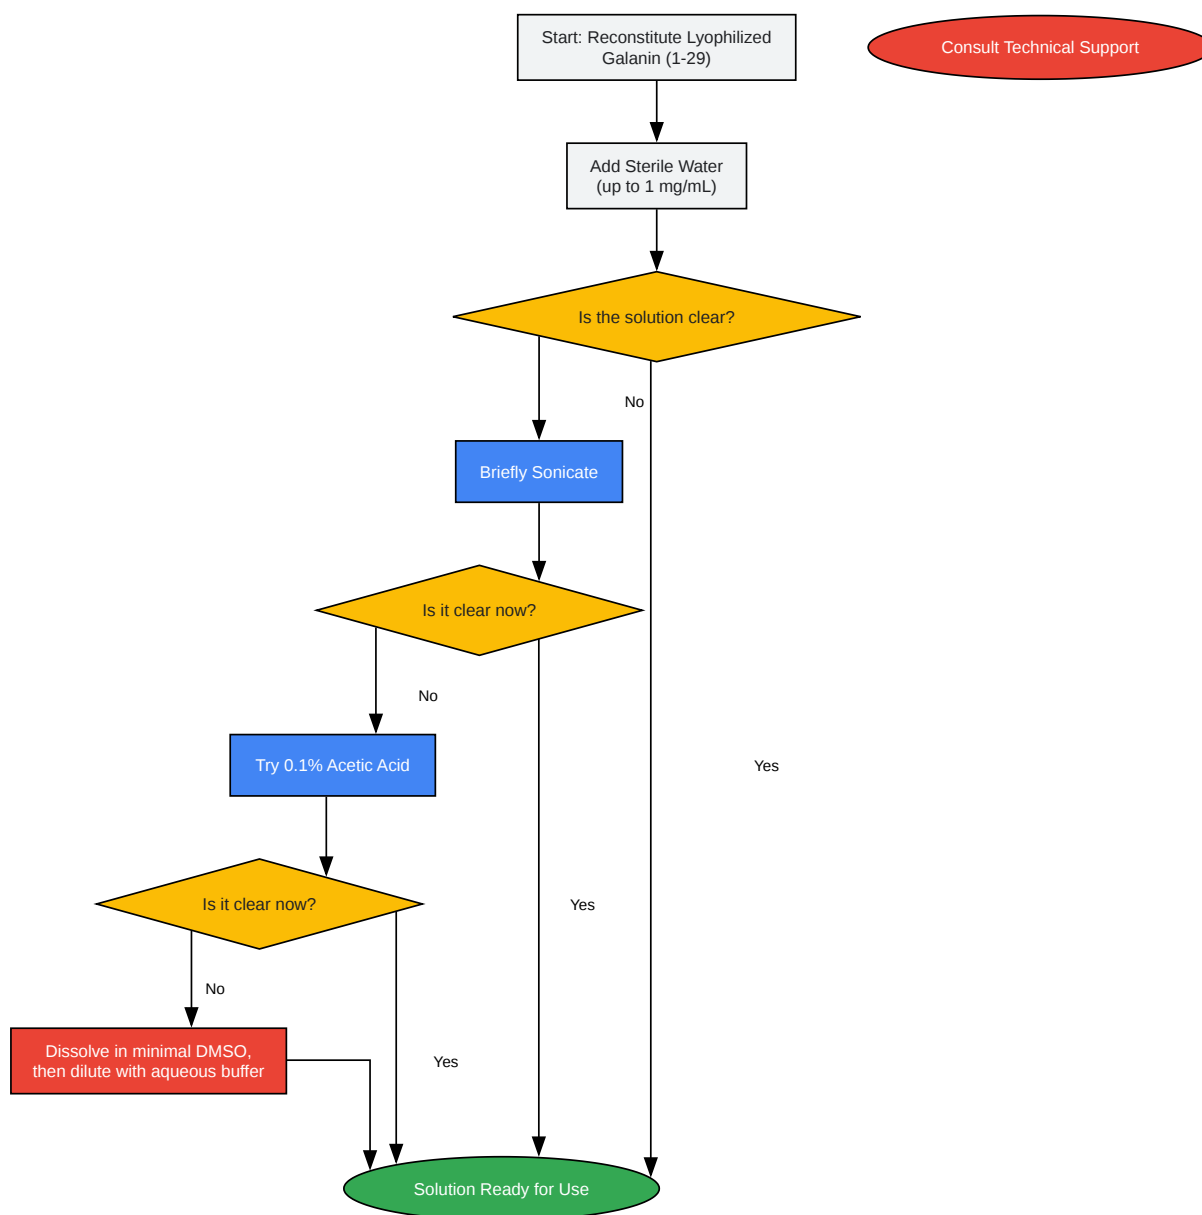 Start: Reconstitute Lyophilized
Galanin (1-29)
Consult Technical Support
Add Sterile Water
(up to 1 mg/mL)
Is the solution clear?
No
Briefly Sonicate
Is it clear now?
No
Try 0.1% Acetic Acid
Yes
Is it clear now?
Yes
No
Dissolve in minimal DMSO,
then dilute with aqueous buffer
Yes
Solution Ready for Use